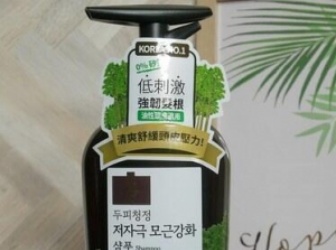 KOREA NO.1
低刺激
強韌髮根
清爽舒緩頭皮壓力!
두피청정
저자극 모근강화
샴푸 Shampoo